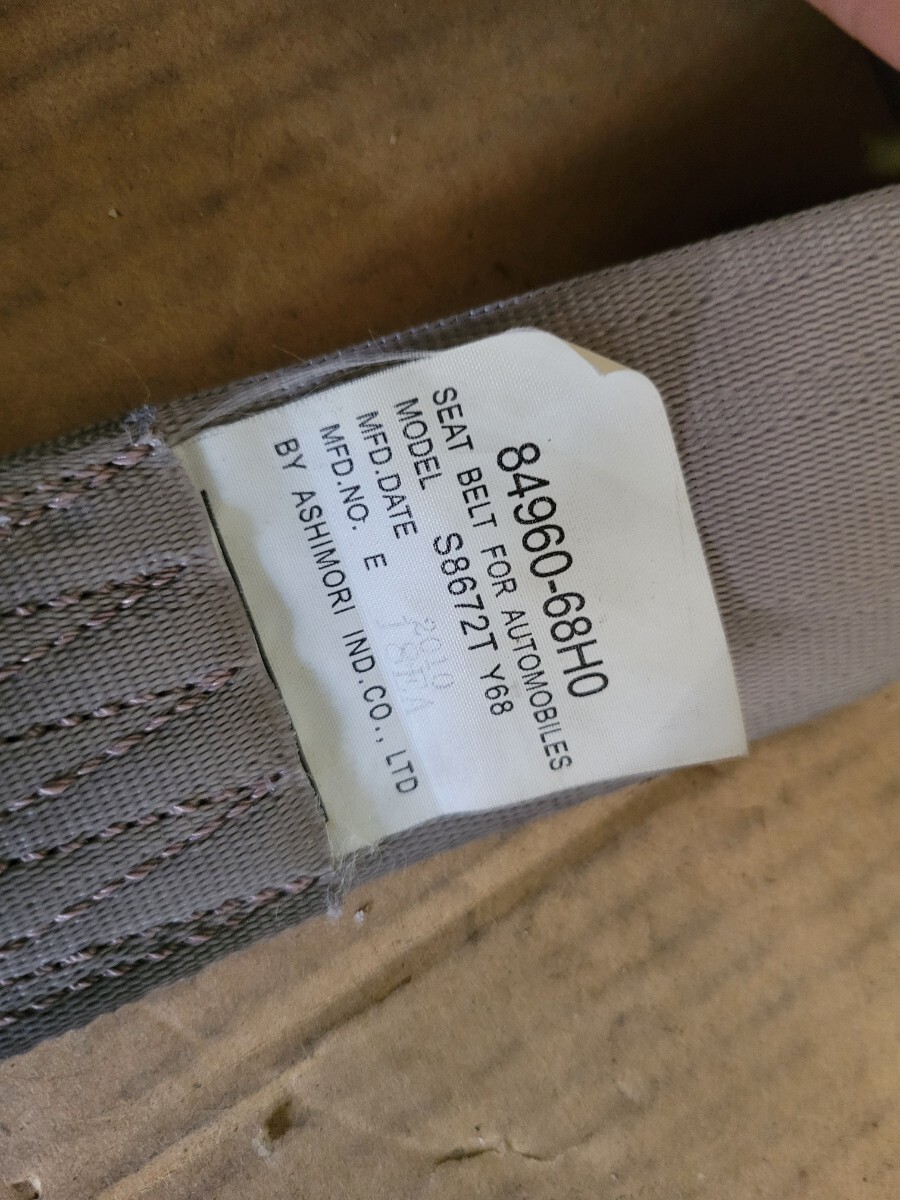 84960-68H0
SEAT BELT FOR AUTOMOBILES
MODEL S8672T Y68
MFD.DATE 2010
MFD.NO. E
BY ASHIMORI IND.CO., LTD